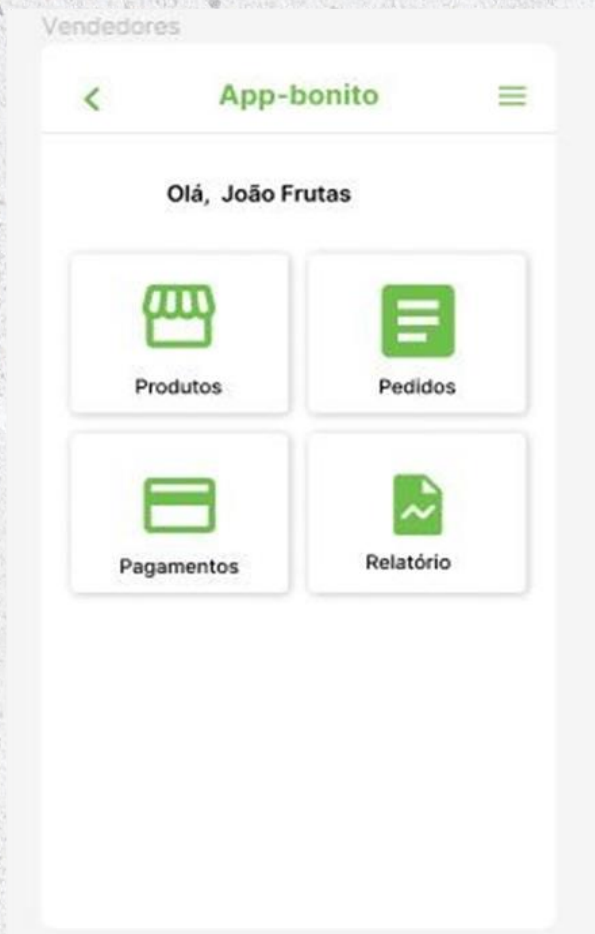 Vendedores
App-bonito
Olá, João Frutas
Produtos
Pedidos
Pagamentos
Relatório